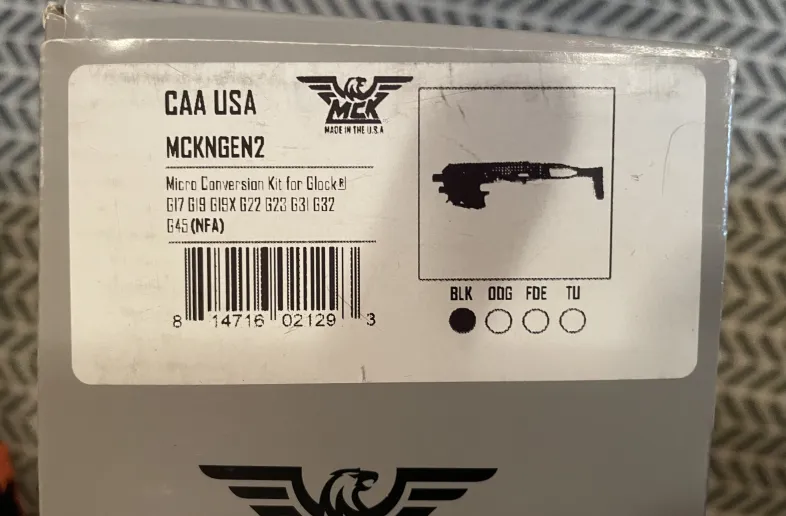 CAA USA
MCK
MADE IN THE U.S.A
MCKNGEN2
Micro Conversion Kit for Glock®
G17 G19 G19X G22 G23 G31 G32
G45 (NFA)
8 14716 02129 3
BLK ODG FDE TU